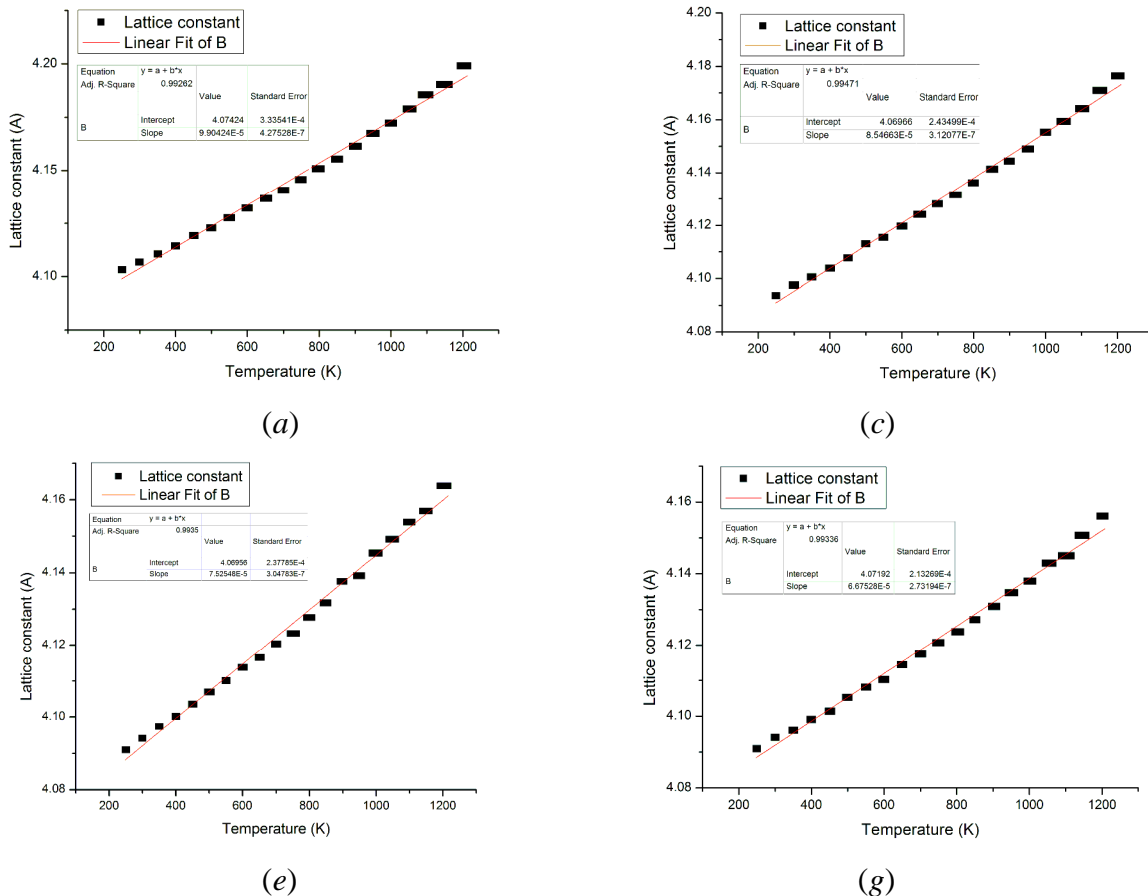 Lattice constant
Linear Fit of B
Equation y = a + b*x
Adj. R-Square 0.99262
Value Standard Error
B Intercept 4.07424 3.33541E-4
Slope 9.90424E-5 4.27528E-7
Lattice constant (A)
4.20
4.15
4.10
200 400 600 800 1000 1200
Temperature (K)
(a)
Lattice constant
Linear Fit of B
Equation y = a + b*x
Adj. R-Square 0.99471
Value Standard Error
B Intercept 4.06966 2.43499E-4
Slope 8.54663E-5 3.12077E-7
Lattice constant (A)
4.20
4.18
4.16
4.14
4.12
4.10
4.08
200 400 600 800 1000 1200
Temperature (K)
(c)
Lattice constant
Linear Fit of B
Equation y = a + b*x
Adj. R-Square 0.9935
Value Standard Error
B Intercept 4.06956 2.37785E-4
Slope 7.52548E-5 3.04783E-7
Lattice constant (A)
4.16
4.14
4.12
4.10
4.08
200 400 600 800 1000 1200
Temperature (K)
(e)
Lattice constant
Linear Fit of B
Equation y = a + b*x
Adj. R-Square 0.99336
Value Standard Error
B Intercept 4.07192 2.13269E-4
Slope 6.67528E-5 2.73194E-7
Lattice constant (A)
4.16
4.14
4.12
4.10
4.08
200 400 600 800 1000 1200
Temperature (K)
(g)